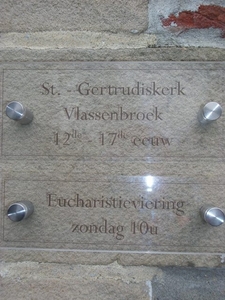 St. - Gertrudiskerk
Vlassenbroek
12de - 17de eeuw
Eucharistieviering
zondag 10u